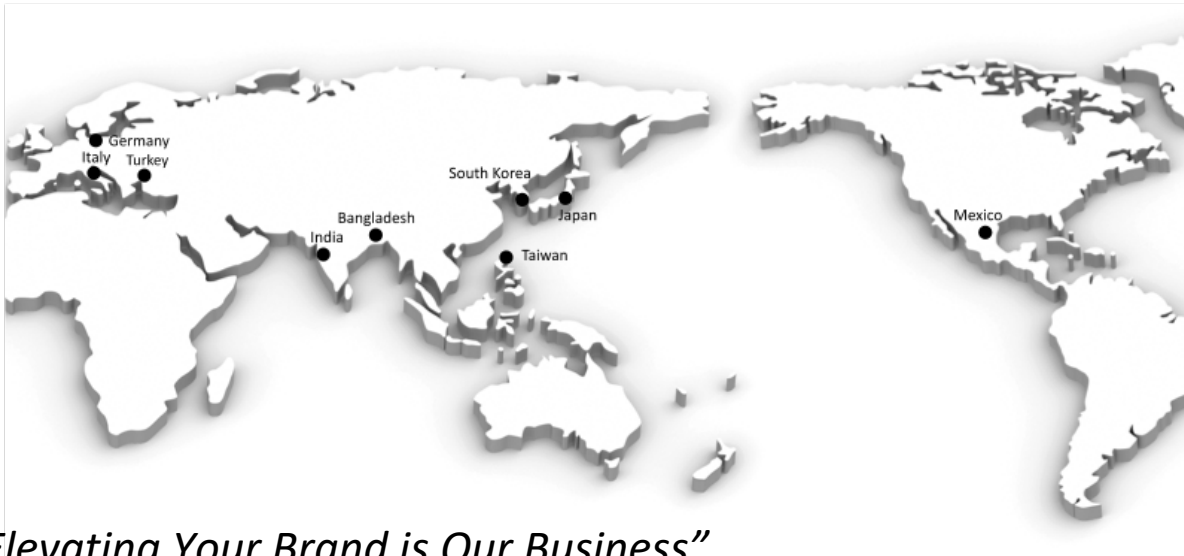 Germany
Italy
Turkey
South Korea
Japan
Bangladesh
India
Taiwan
Mexico
Elevating Your Brand is Our Business”